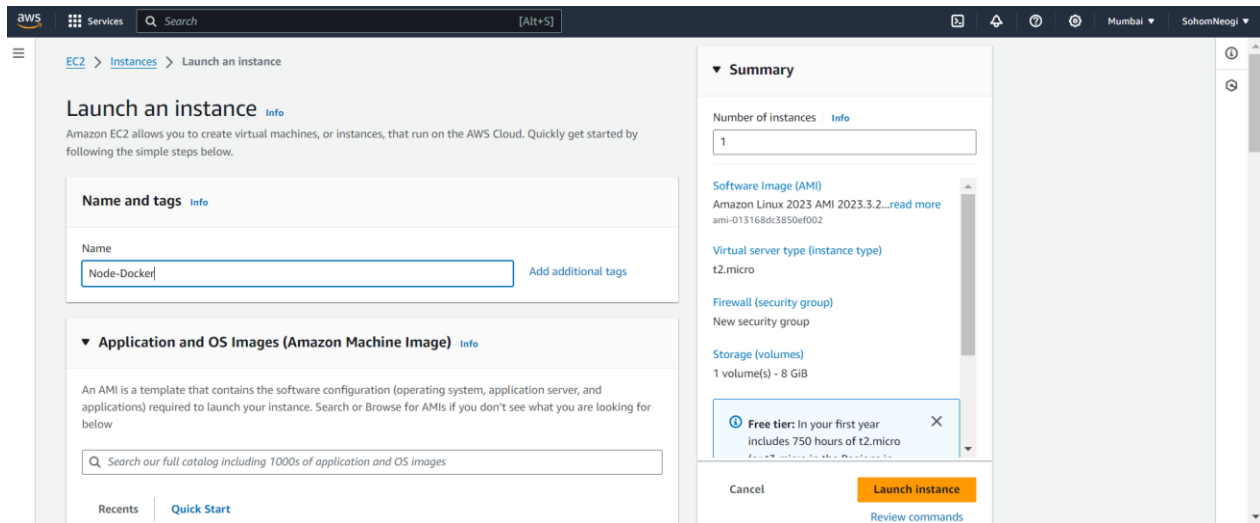 aws Services Search [Alt+S] Mumbai ▼ SohomNeogi ▼
EC2 > Instances > Launch an instance
Launch an instance Info
Amazon EC2 allows you to create virtual machines, or instances, that run on the AWS Cloud. Quickly get started by
following the simple steps below.
Name and tags Info
Name
Node-Docker
Add additional tags
▼ Application and OS Images (Amazon Machine Image) Info
An AMI is a template that contains the software configuration (operating system, application server, and
applications) required to launch your instance. Search or Browse for AMIs if you don't see what you are looking for
below
Search our full catalog including 1000s of application and OS images
Recents Quick Start
▼ Summary
Number of instances Info
1
Software Image (AMI)
Amazon Linux 2023 AMI 2023.3.2...read more
ami-013168dc3850ef002
Virtual server type (instance type)
t2.micro
Firewall (security group)
New security group
Storage (volumes)
1 volume(s) - 8 GiB
Free tier: In your first year
includes 750 hours of t2.micro
Cancel Launch instance
Review commands